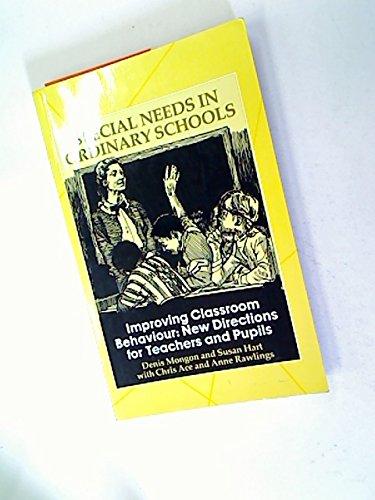 SPECIAL NEEDS IN
ORDINARY SCHOOLS
Improving Classroom
Behaviour: New Directions
for Teachers and Pupils
Denis Mongon and Susan Hart
with Chris Ace and Anne Rawlings